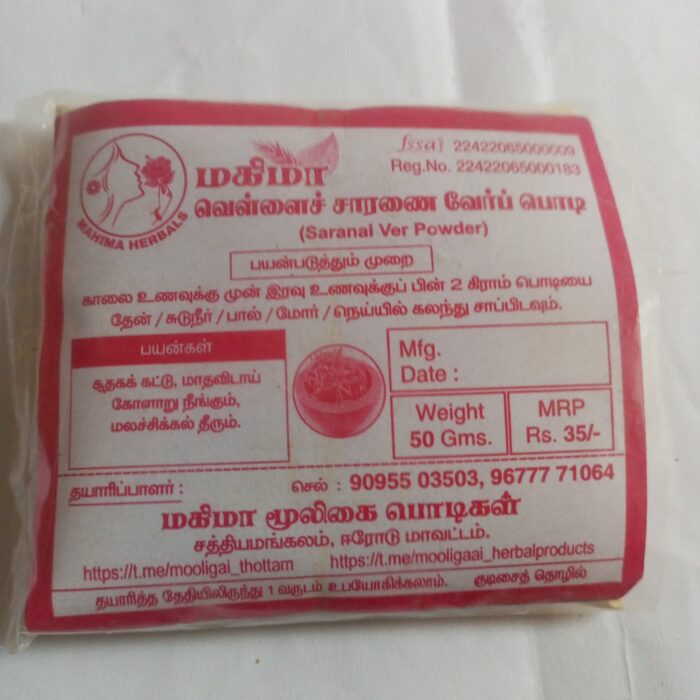 fssai 22422065000009
Reg.No. 22422065000183
MAHIMA HERBALS
மகிமா
வெள்ளைச் சாரணை வேர்ப் பொடி
(Saranai Ver Powder)
பயன்படுத்தும் முறை
காலை உணவுக்கு முன் இரவு உணவுக்குப் பின் 2 கிராம் பொடியை
தேன் / சுடுநீர் / பால் / மோர் / நெய்யில் கலந்து சாப்பிடவும்.
பயன்கள்
சூதகக் கட்டு, மாதவிடாய்
கோளாறு நீங்கும்,
மலச்சிக்கல் தீரும்.
Mfg.
Date :
Weight
50 Gms.
MRP
Rs. 35/-
தயாரிப்பாளர் : செல் : 90955 03503, 96777 71064
மகிமா மூலிகை பொடிகள்
சத்தியமங்கலம், ஈரோடு மாவட்டம்.
https://t.me/mooligai_thottam https://t.me/mooligaai_herbalproducts
தயாரித்த தேதியிலிருந்து 1 வருடம் உபயோகிக்கலாம். குடிசைத் தொழில்